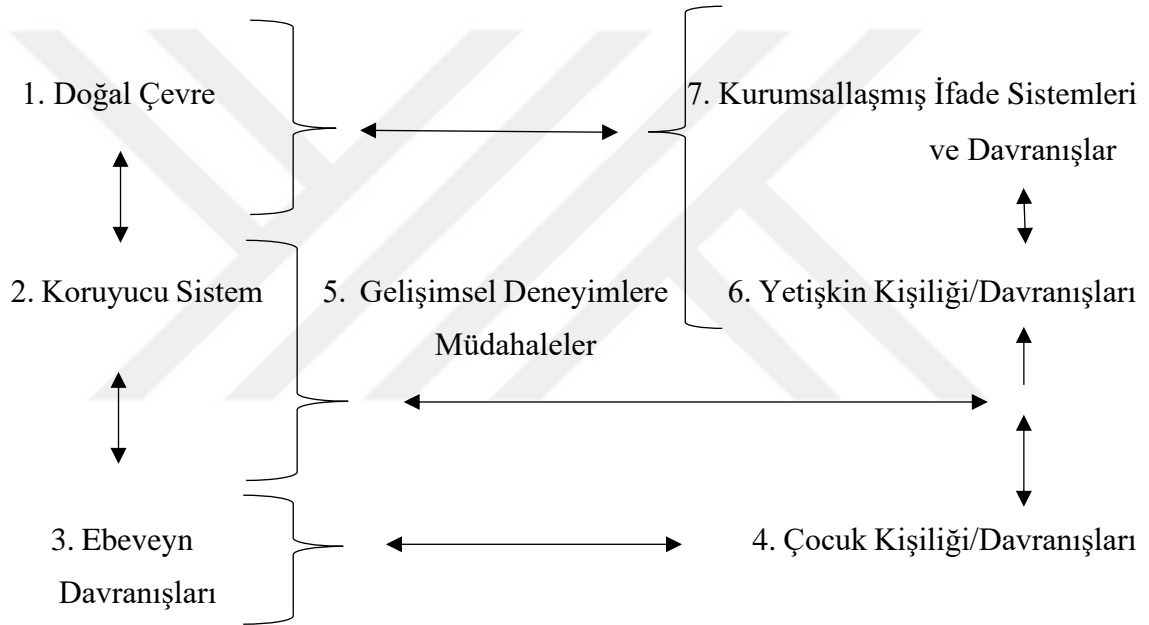 1. Doğal Çevre
7. Kurumsallaşmış İfade Sistemleri
ve Davranışlar
2. Koruyucu Sistem
5. Gelişimsel Deneyimlere
Müdahaleler
6. Yetişkin Kişiliği/Davranışları
3. Ebeveyn
Davranışları
4. Çocuk Kişiliği/Davranışları